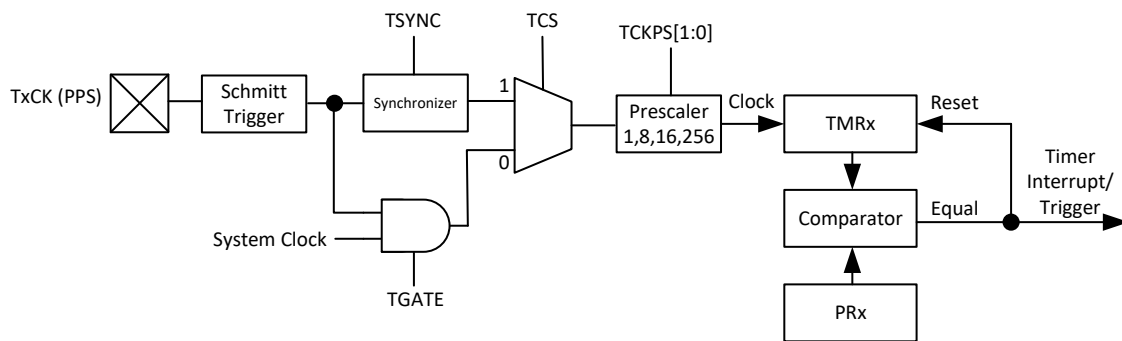 TSYNC
TCS
TCKPS[1:0]
TxCK (PPS)
Schmitt
Trigger
Synchronizer
1
0
Prescaler
1,8,16,256
Clock
TMRx
Reset
Timer
Interrupt/
Trigger
Comparator
Equal
System Clock
TGATE
PRx